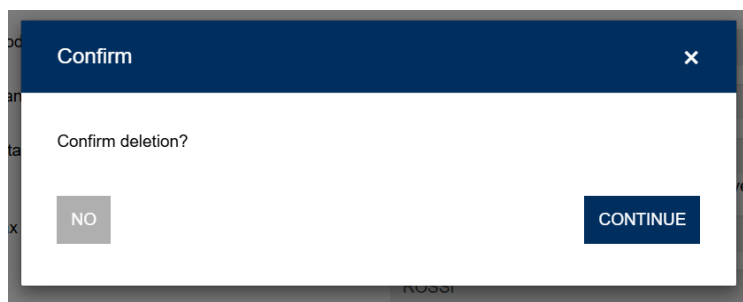 Confirm
×
Confirm deletion?
NO
CONTINUE
ROSSI